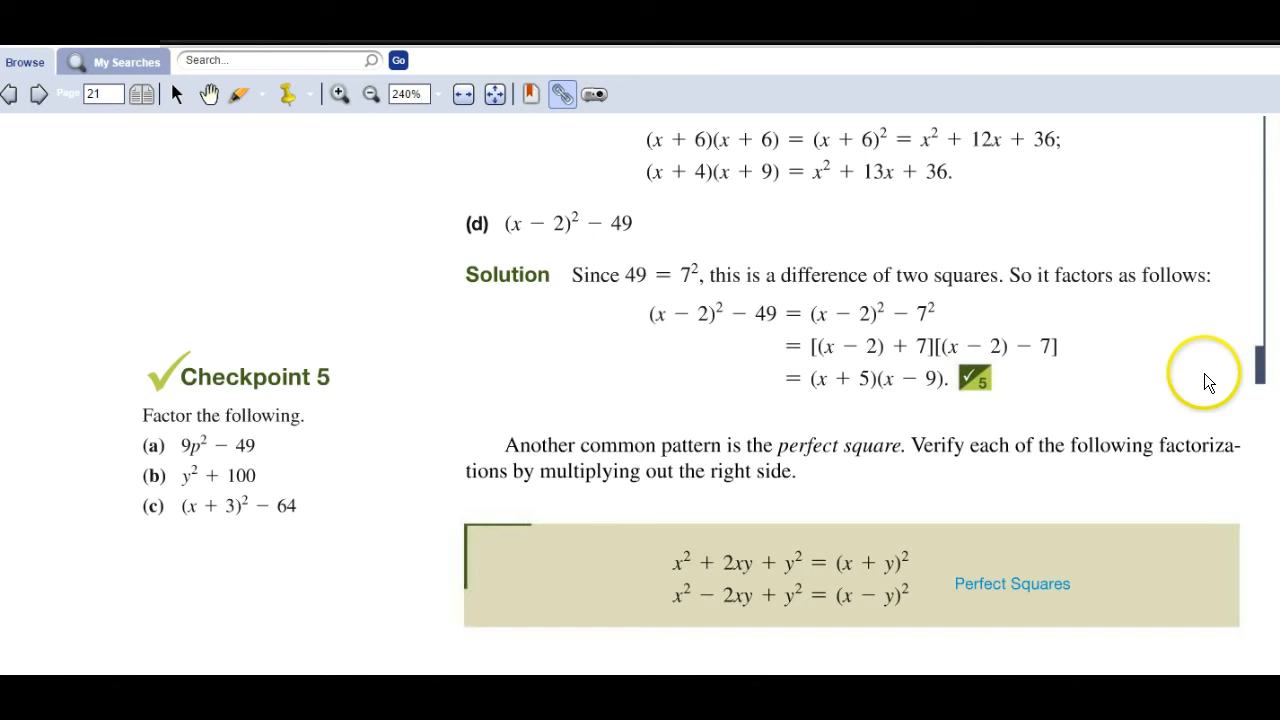 Browse
My Searches
Search...
Go
Page
21
240%
(x + 6)(x + 6) = (x + 6)² = x² + 12x + 36;
(x + 4)(x + 9) = x² + 13x + 36.
(d) (x − 2)² − 49
Solution Since 49 = 7², this is a difference of two squares. So it factors as follows:
(x − 2)² − 49 = (x − 2)² − 7²
= [(x − 2) + 7][(x − 2) − 7]
= (x + 5)(x − 9). ✓5
Checkpoint 5
Factor the following.
(a) 9p² − 49
(b) y² + 100
(c) (x + 3)² − 64
Another common pattern is the perfect square. Verify each of the following factoriza-
tions by multiplying out the right side.
x² + 2xy + y² = (x + y)²
x² − 2xy + y² = (x − y)²
Perfect Squares